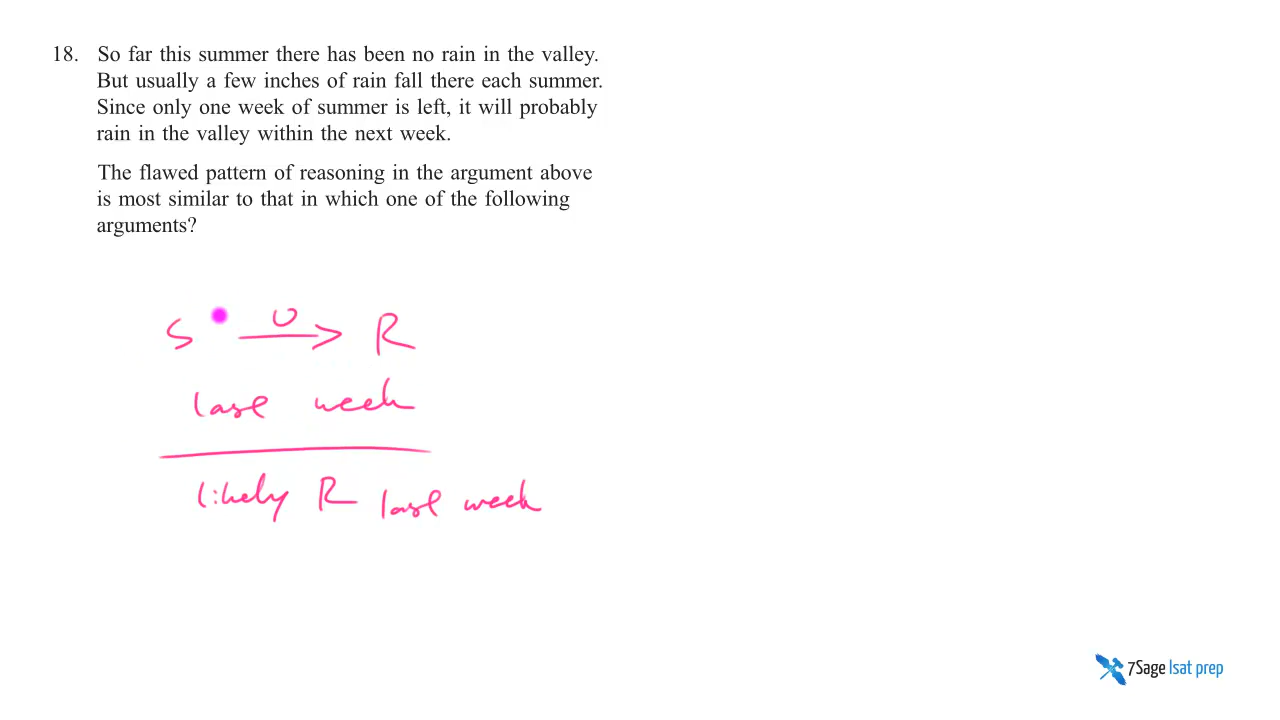 18. So far this summer there has been no rain in the valley.
But usually a few inches of rain fall there each summer.
Since only one week of summer is left, it will probably
rain in the valley within the next week.
The flawed pattern of reasoning in the argument above
is most similar to that in which one of the following
arguments?
S U→ R
last week
likely R last week
7Sage lsat prep